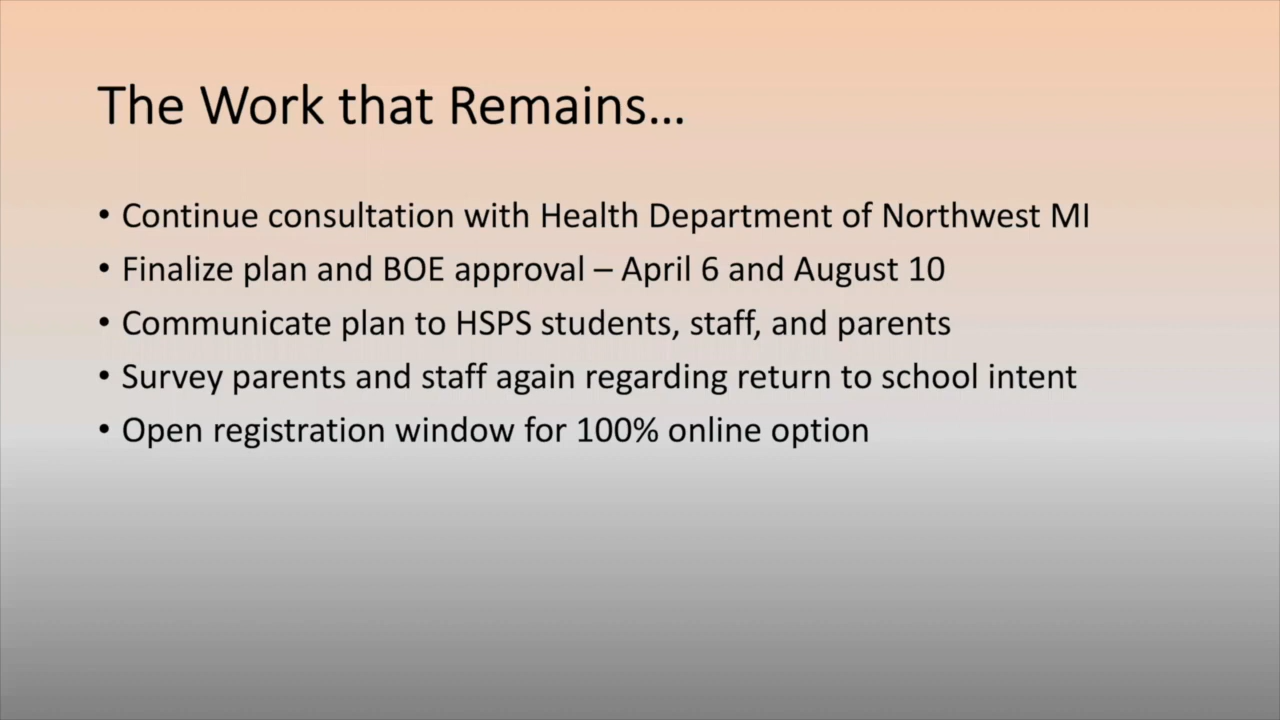 The Work that Remains…
• Continue consultation with Health Department of Northwest MI
• Finalize plan and BOE approval – April 6 and August 10
• Communicate plan to HSPS students, staff, and parents
• Survey parents and staff again regarding return to school intent
• Open registration window for 100% online option